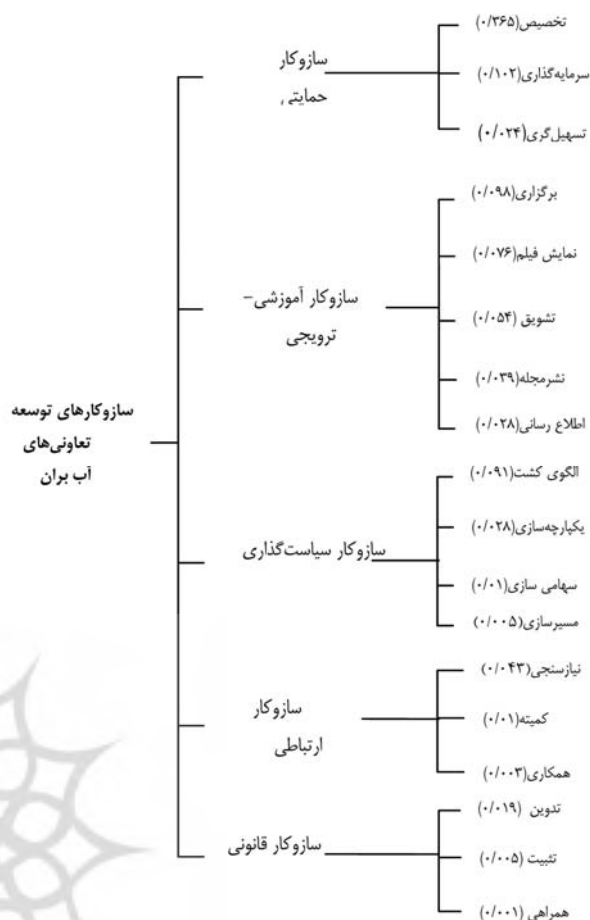 سازوکارهای توسعه
تعاونی‌های
آب بران
سازوکار
حمایتی
تخصیص(۰/۳۶۵)
سرمایه‌گذاری(۰/۱۰۲)
تسهیل‌گری(۰/۰۲۴)
سازوکار آموزشی-
ترویجی
برگزاری(۰/۰۹۸)
نمایش فیلم(۰/۰۷۶)
تشویق (۰/۰۵۴)
نشرمجله(۰/۰۳۹)
اطلاع رسانی(۰/۰۲۸)
سازوکار سیاست‌گذاری
الگوی کشت(۰/۰۹۱)
یکپارچه‌سازی(۰/۰۲۸)
سهامی سازی(۰/۰۱)
مسیرسازی(۰/۰۰۵)
سازوکار
ارتباطی
نیازسنجی(۰/۰۴۳)
کمیته(۰/۰۱)
همکاری(۰/۰۰۳)
سازوکار قانونی
تدوین (۰/۰۱۹)
تثبیت (۰/۰۰۵)
همراهی (۰/۰۰۱)